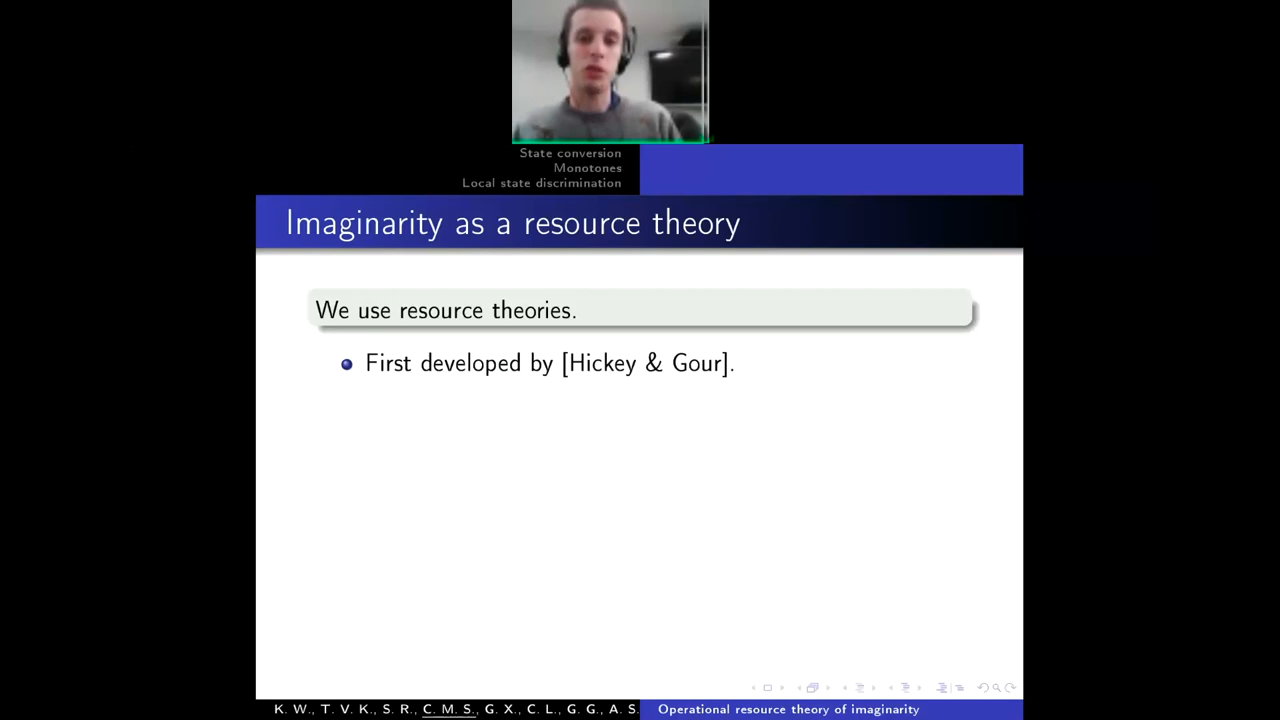 State conversion
Monotones
Local state discrimination
Imaginarity as a resource theory
We use resource theories.
First developed by [Hickey & Gour].
K. W., T. V. K., S. R., C. M. S., G. X., C. L., G. G., A. S.
Operational resource theory of imaginarity